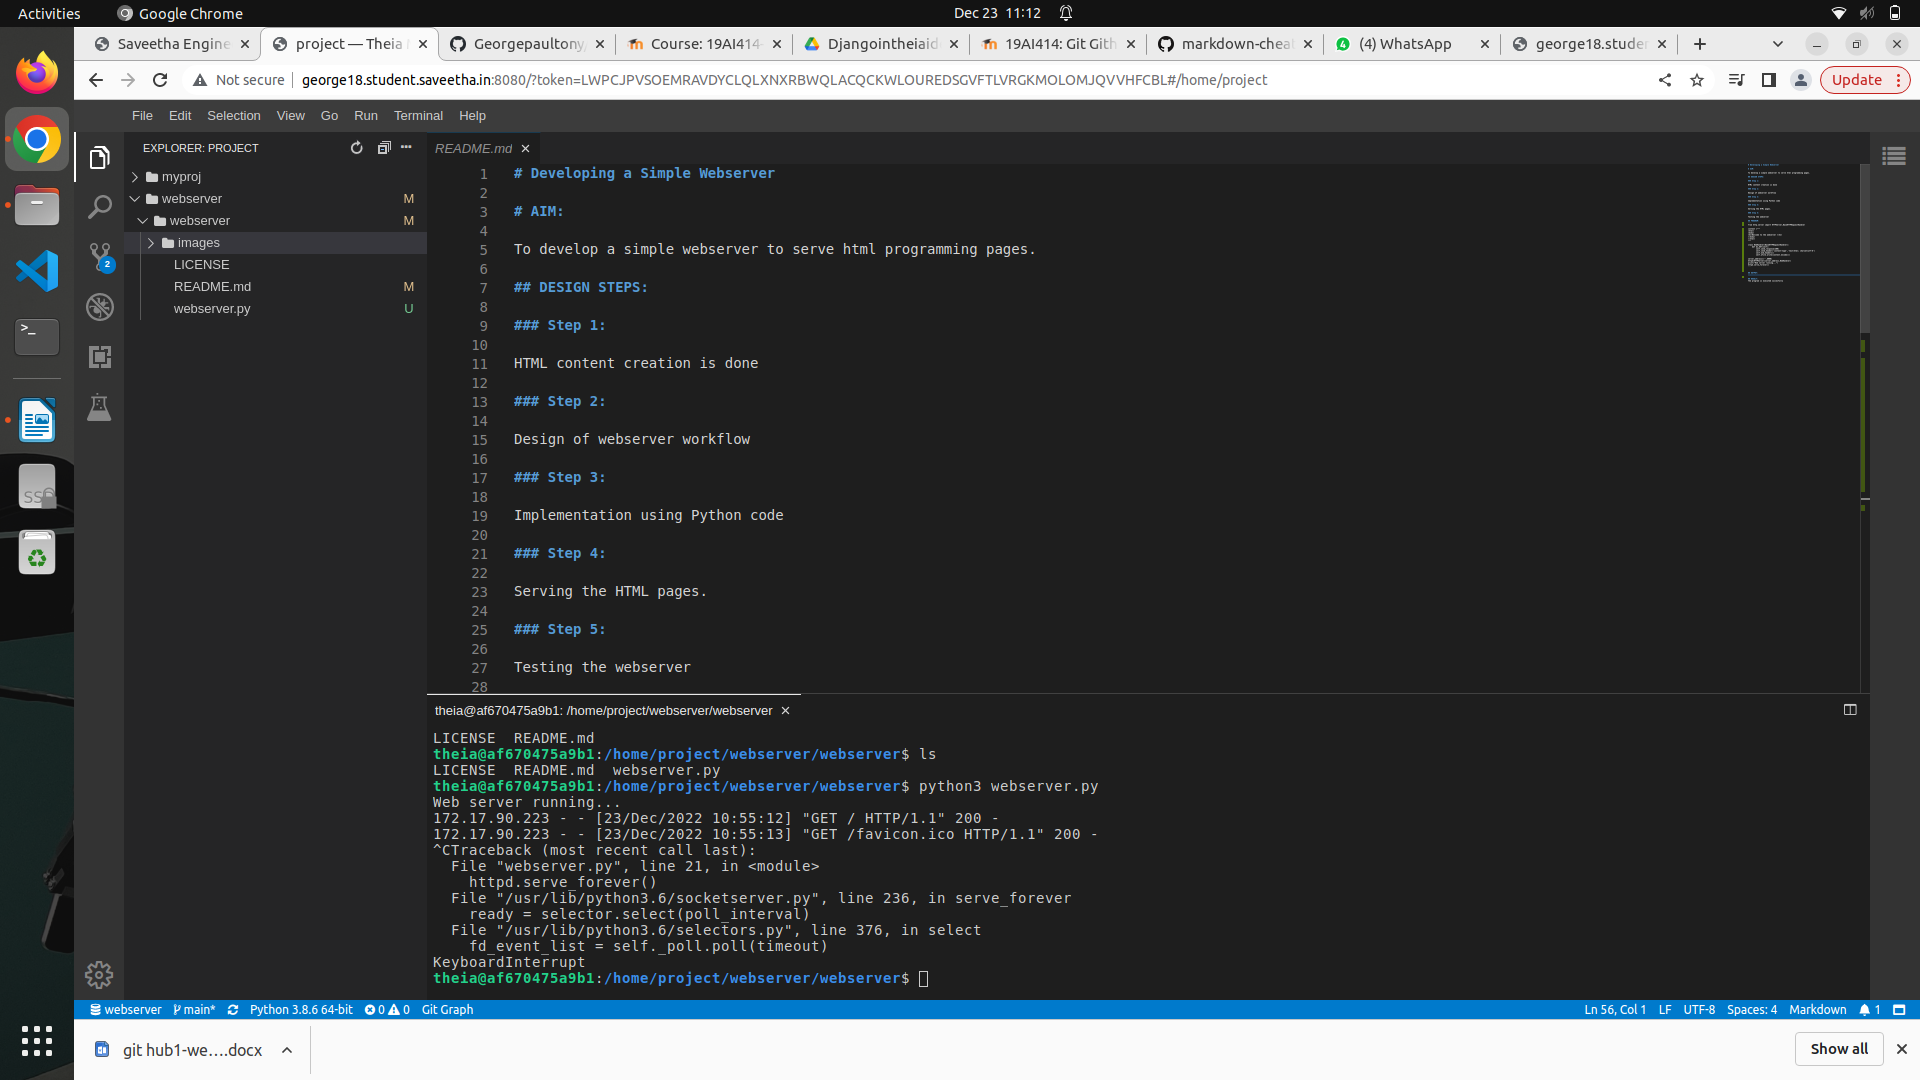 Activities
Google Chrome
Dec 23 11:12
Saveetha Engine
project — Theia
Georgepaultony
Course: 19AI414-
Djangointheiaid
19AI414: Git Gith
markdown-cheat
(4) WhatsApp
george18.studen
Not secure
george18.student.saveetha.in:8080/?token=LWPCJPVSOEMRAVDYCLQLXNXRBWQLACQCKWLOUREDSGVFTLVRGKMOLOMJQVVHFCBL#/home/project
Update
File Edit Selection View Go Run Terminal Help
EXPLORER: PROJECT
myproj
webserver M
webserver M
images
LICENSE
README.md M
webserver.py U
2
README.md
1 # Developing a Simple Webserver
2
3 # AIM:
4
5 To develop a simple webserver to serve html programming pages.
6
7 ## DESIGN STEPS:
8
9 ### Step 1:
10
11 HTML content creation is done
12
13 ### Step 2:
14
15 Design of webserver workflow
16
17 ### Step 3:
18
19 Implementation using Python code
20
21 ### Step 4:
22
23 Serving the HTML pages.
24
25 ### Step 5:
26
27 Testing the webserver
28
theia@af670475a9b1: /home/project/webserver/webserver
LICENSE README.md
theia@af670475a9b1:/home/project/webserver/webserver$ ls
LICENSE README.md webserver.py
theia@af670475a9b1:/home/project/webserver/webserver$ python3 webserver.py
Web server running...
172.17.90.223 - - [23/Dec/2022 10:55:12] "GET / HTTP/1.1" 200 -
172.17.90.223 - - [23/Dec/2022 10:55:13] "GET /favicon.ico HTTP/1.1" 200 -
^CTraceback (most recent call last):
File "webserver.py", line 21, in <module>
httpd.serve_forever()
File "/usr/lib/python3.6/socketserver.py", line 236, in serve_forever
ready = selector.select(poll_interval)
File "/usr/lib/python3.6/selectors.py", line 376, in select
fd_event_list = self._poll.poll(timeout)
KeyboardInterrupt
theia@af670475a9b1:/home/project/webserver/webserver$
webserver main* Python 3.8.6 64-bit 0 0 Git Graph
Ln 56, Col 1 LF UTF-8 Spaces: 4 Markdown 1
git hub1-we....docx
Show all